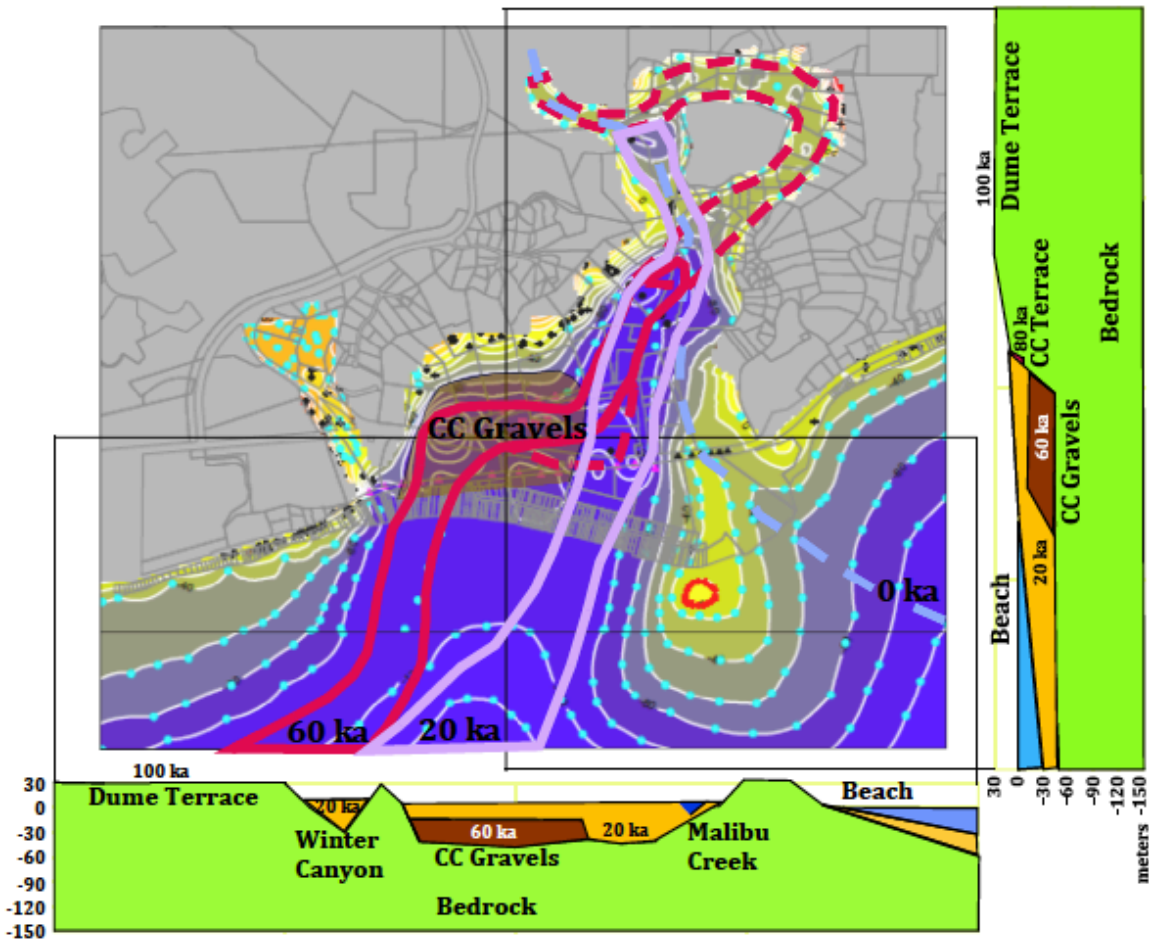 CC Gravels
0 ka
60 ka
20 ka
100 ka
Dume Terrace
80 ka
CC Terrace
Bedrock
60 ka
CC Gravels
20 ka
Beach
30
0
-30
-60
-90
-120
-150
meters
100 ka
Dume Terrace
20 ka
Winter
Canyon
60 ka
CC Gravels
20 ka
Malibu
Creek
Beach
Bedrock
30
0
-30
-60
-90
-120
-150